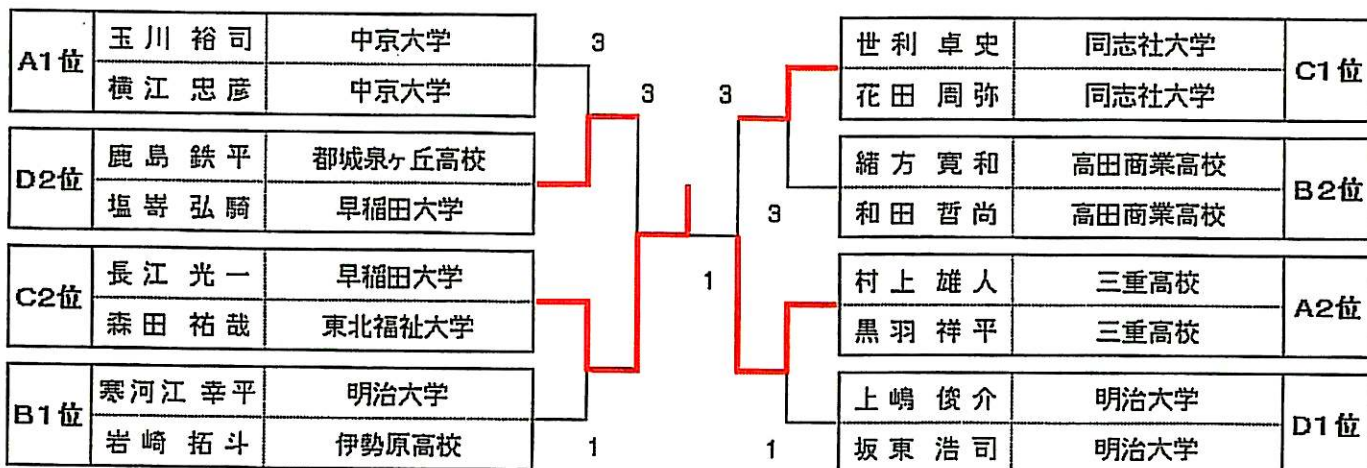 A1位 玉川 裕司 中京大学
横江 忠彦 中京大学
D2位 鹿島 鉄平 都城泉ヶ丘高校
塩嵜 弘騎 早稲田大学
C2位 長江 光一 早稲田大学
森田 祐哉 東北福祉大学
B1位 寒河江 幸平 明治大学
岩崎 拓斗 伊勢原高校
3
3
1
3
3
1
1
世利 卓史 同志社大学 C1位
花田 周弥 同志社大学
緒方 寛和 高田商業高校 B2位
和田 哲尚 高田商業高校
村上 雄人 三重高校 A2位
黒羽 祥平 三重高校
上嶋 俊介 明治大学 D1位
坂東 浩司 明治大学